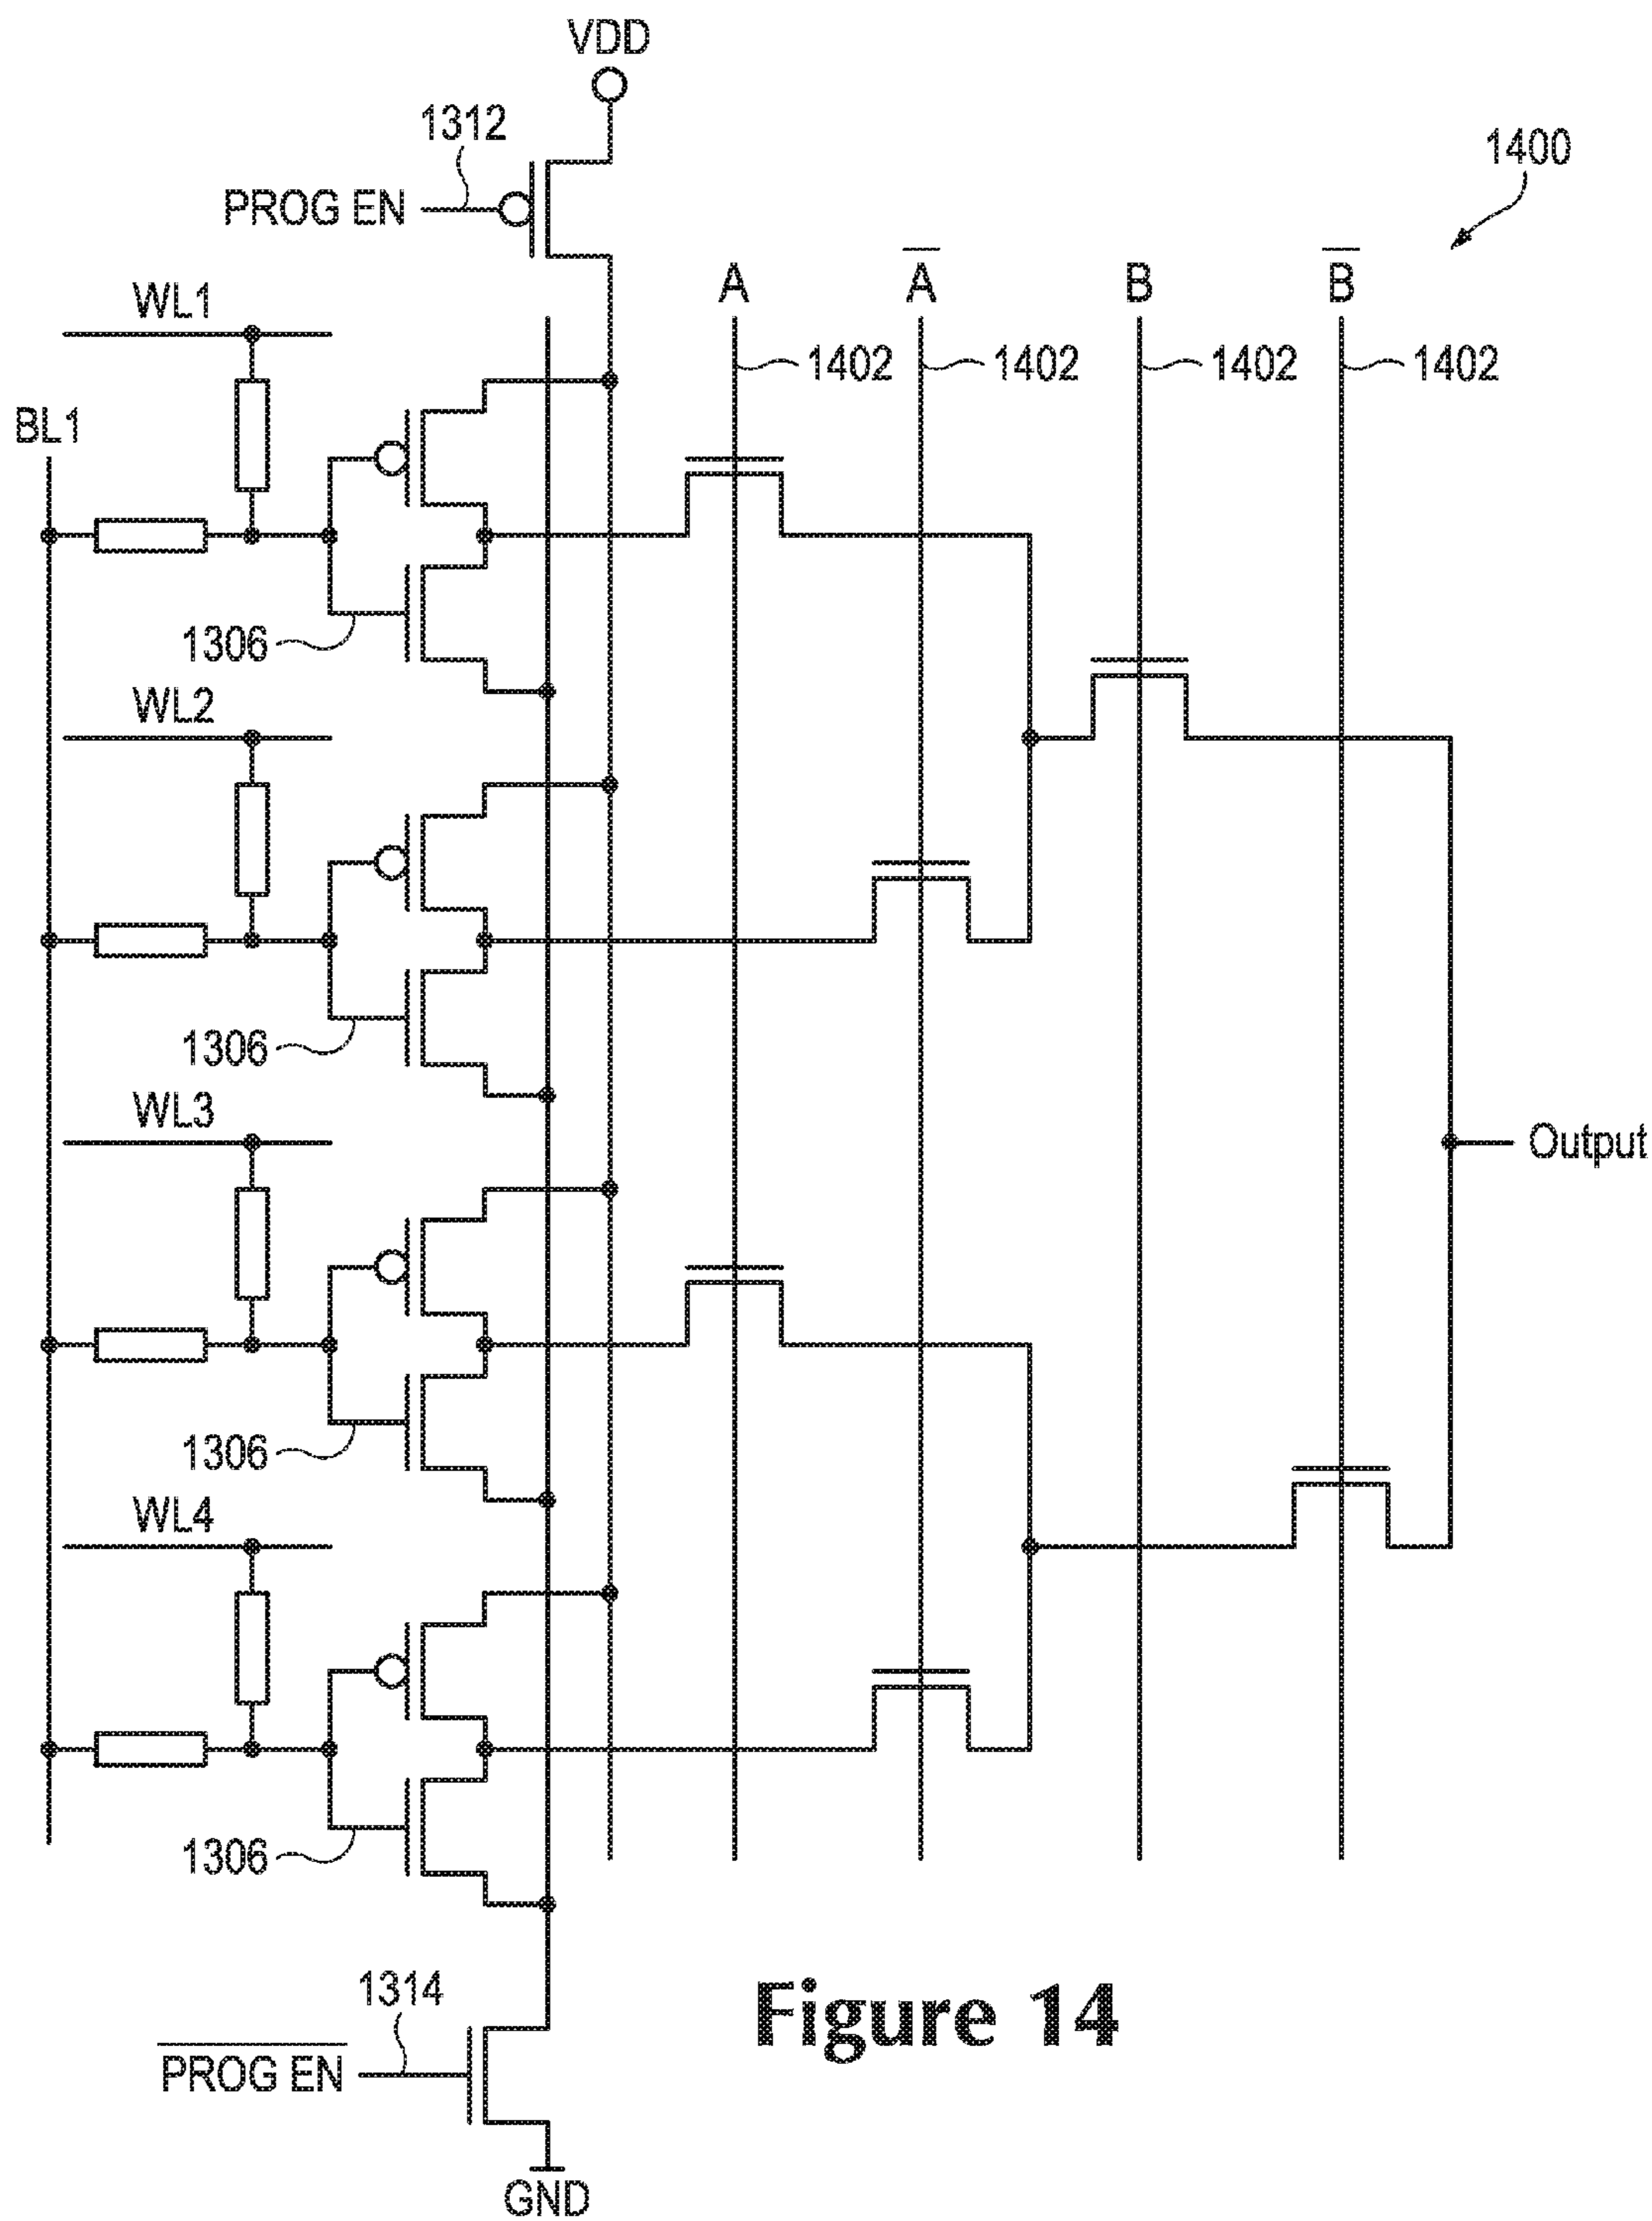 VDD
1312
1400
PROG EN
A
A
B
B
WL1
1402
1402
1402
1402
BL1
1306
WL2
1306
WL3
Output
1306
WL4
1306
1314
Figure 14
PROG EN
GND